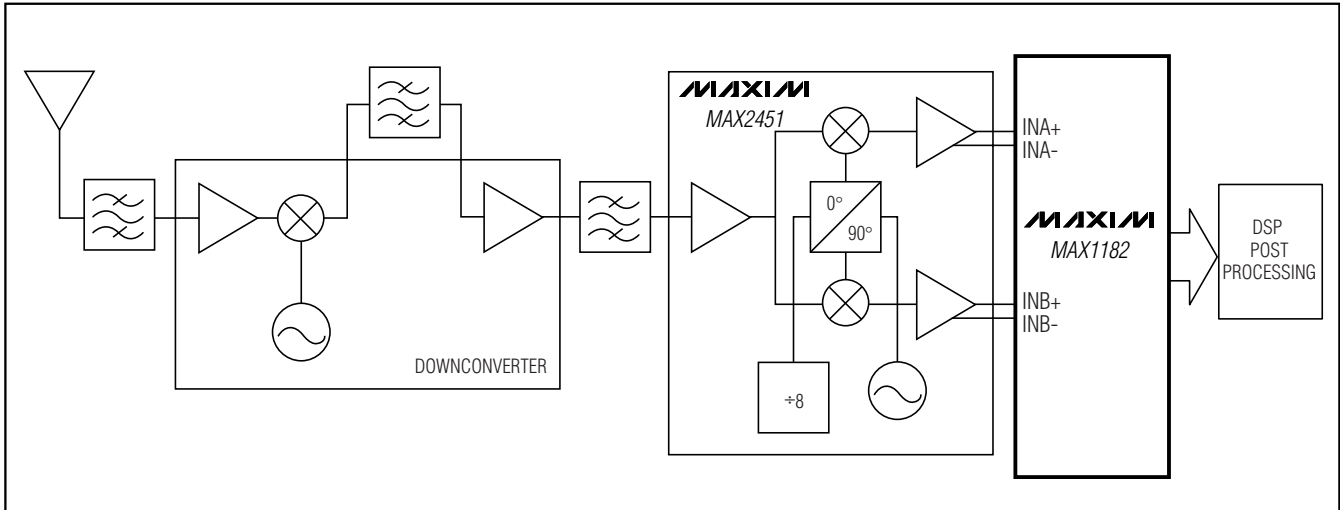 MAXIM
MAX2451
INA+
INA-
0°
90°
MAXIM
MAX1182
DSP
POST
PROCESSING
INB+
INB-
DOWNCONVERTER
÷8